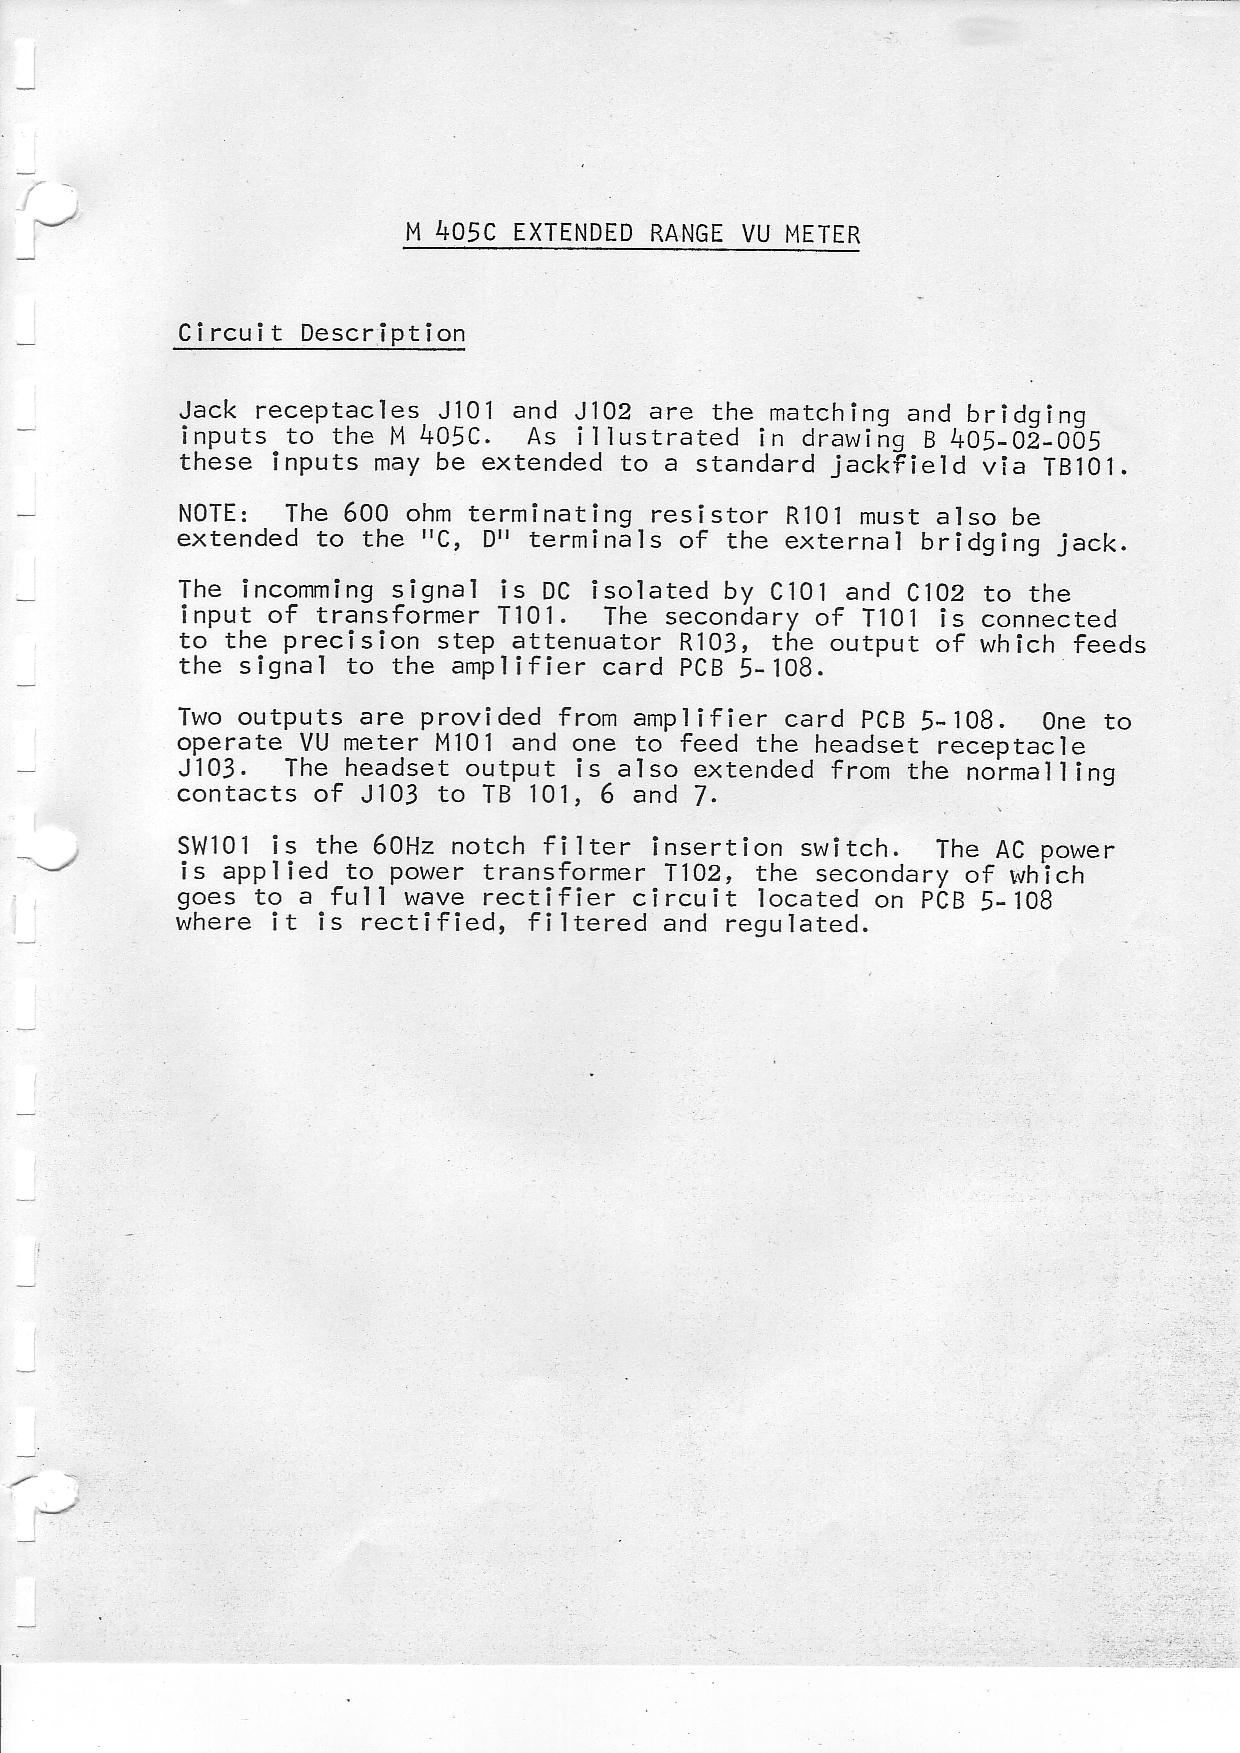 M 405C EXTENDED RANGE VU METER
Circuit Description
Jack receptacles J101 and J102 are the matching and bridging
inputs to the M 405C. As illustrated in drawing B 405-02-005
these inputs may be extended to a standard jackfield via TB101.
NOTE: The 600 ohm terminating resistor R101 must also be
extended to the "C, D" terminals of the external bridging jack.
The incomming signal is DC isolated by C101 and C102 to the
input of transformer T101. The secondary of T101 is connected
to the precision step attenuator R103, the output of which feeds
the signal to the amplifier card PCB 5-108.
Two outputs are provided from amplifier card PCB 5-108. One to
operate VU meter M101 and one to feed the headset receptacle
J103. The headset output is also extended from the normalling
contacts of J103 to TB 101, 6 and 7.
SW101 is the 60Hz notch filter insertion switch. The AC power
is applied to power transformer T102, the secondary of which
goes to a full wave rectifier circuit located on PCB 5-108
where it is rectified, filtered and regulated.